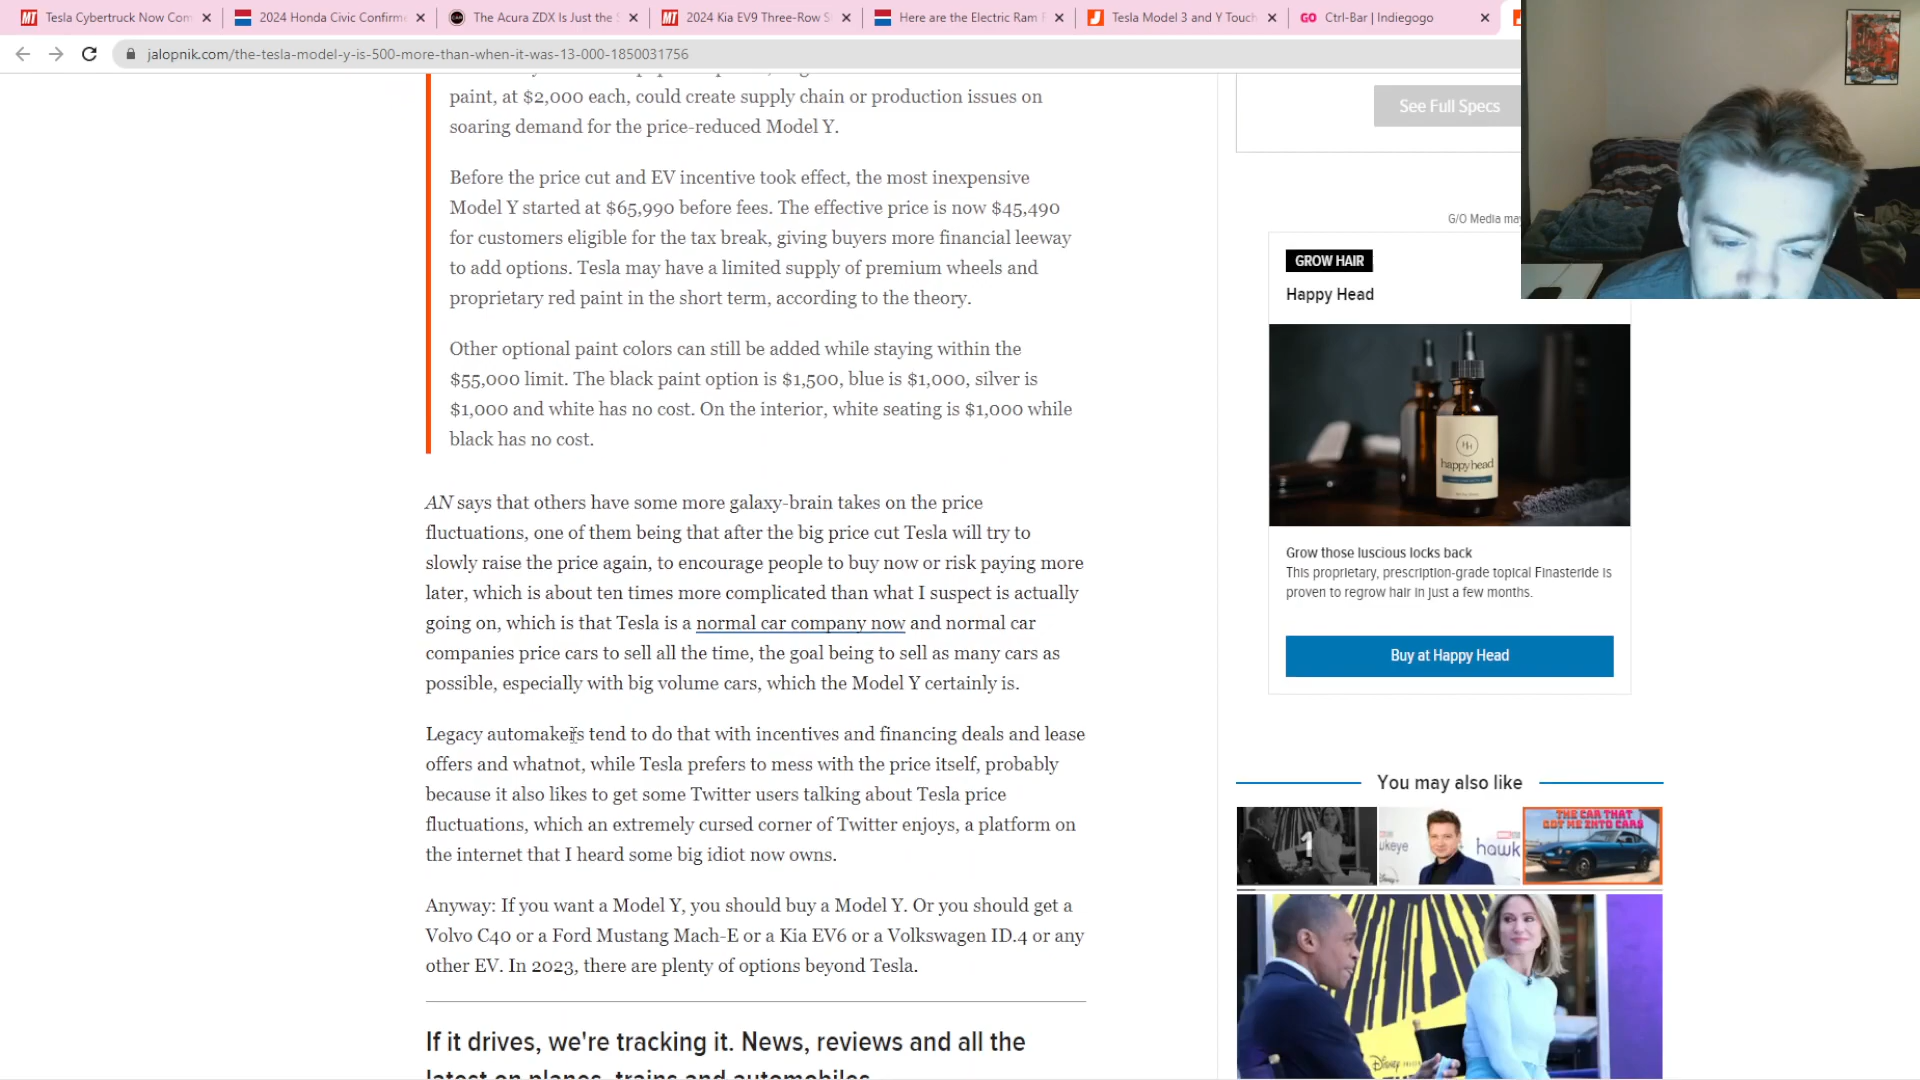 Tesla Cybertruck Now Com
2024 Honda Civic Confirme
The Acura ZDX Is Just the S
2024 Kia EV9 Three-Row S
Here are the Electric Ram
Tesla Model 3 and Y Touch
GO Ctrl-Bar | Indiegogo
jalopnik.com/the-tesla-model-y-is-500-more-than-when-it-was-13-000-1850031756
paint, at $2,000 each, could create supply chain or production issues on
soaring demand for the price-reduced Model Y.
Before the price cut and EV incentive took effect, the most inexpensive
Model Y started at $65,990 before fees. The effective price is now $45,490
for customers eligible for the tax break, giving buyers more financial leeway
to add options. Tesla may have a limited supply of premium wheels and
proprietary red paint in the short term, according to the theory.
Other optional paint colors can still be added while staying within the
$55,000 limit. The black paint option is $1,500, blue is $1,000, silver is
$1,000 and white has no cost. On the interior, white seating is $1,000 while
black has no cost.
AN says that others have some more galaxy-brain takes on the price
fluctuations, one of them being that after the big price cut Tesla will try to
slowly raise the price again, to encourage people to buy now or risk paying more
later, which is about ten times more complicated than what I suspect is actually
going on, which is that Tesla is a normal car company now and normal car
companies price cars to sell all the time, the goal being to sell as many cars as
possible, especially with big volume cars, which the Model Y certainly is.
Legacy automakers tend to do that with incentives and financing deals and lease
offers and whatnot, while Tesla prefers to mess with the price itself, probably
because it also likes to get some Twitter users talking about Tesla price
fluctuations, which an extremely cursed corner of Twitter enjoys, a platform on
the internet that I heard some big idiot now owns.
Anyway: If you want a Model Y, you should buy a Model Y. Or you should get a
Volvo C40 or a Ford Mustang Mach-E or a Kia EV6 or a Volkswagen ID.4 or any
other EV. In 2023, there are plenty of options beyond Tesla.
If it drives, we're tracking it. News, reviews and all the
latest on planes, trains and automobiles
See Full Specs
G/O Media may
GROW HAIR
Happy Head
happyhead
Grow those luscious locks back
This proprietary, prescription-grade topical Finasteride is
proven to regrow hair in just a few months.
Buy at Happy Head
You may also like
1
ukeye
hawk
THE CAR THAT
GOT ME INTO CARS
Disney